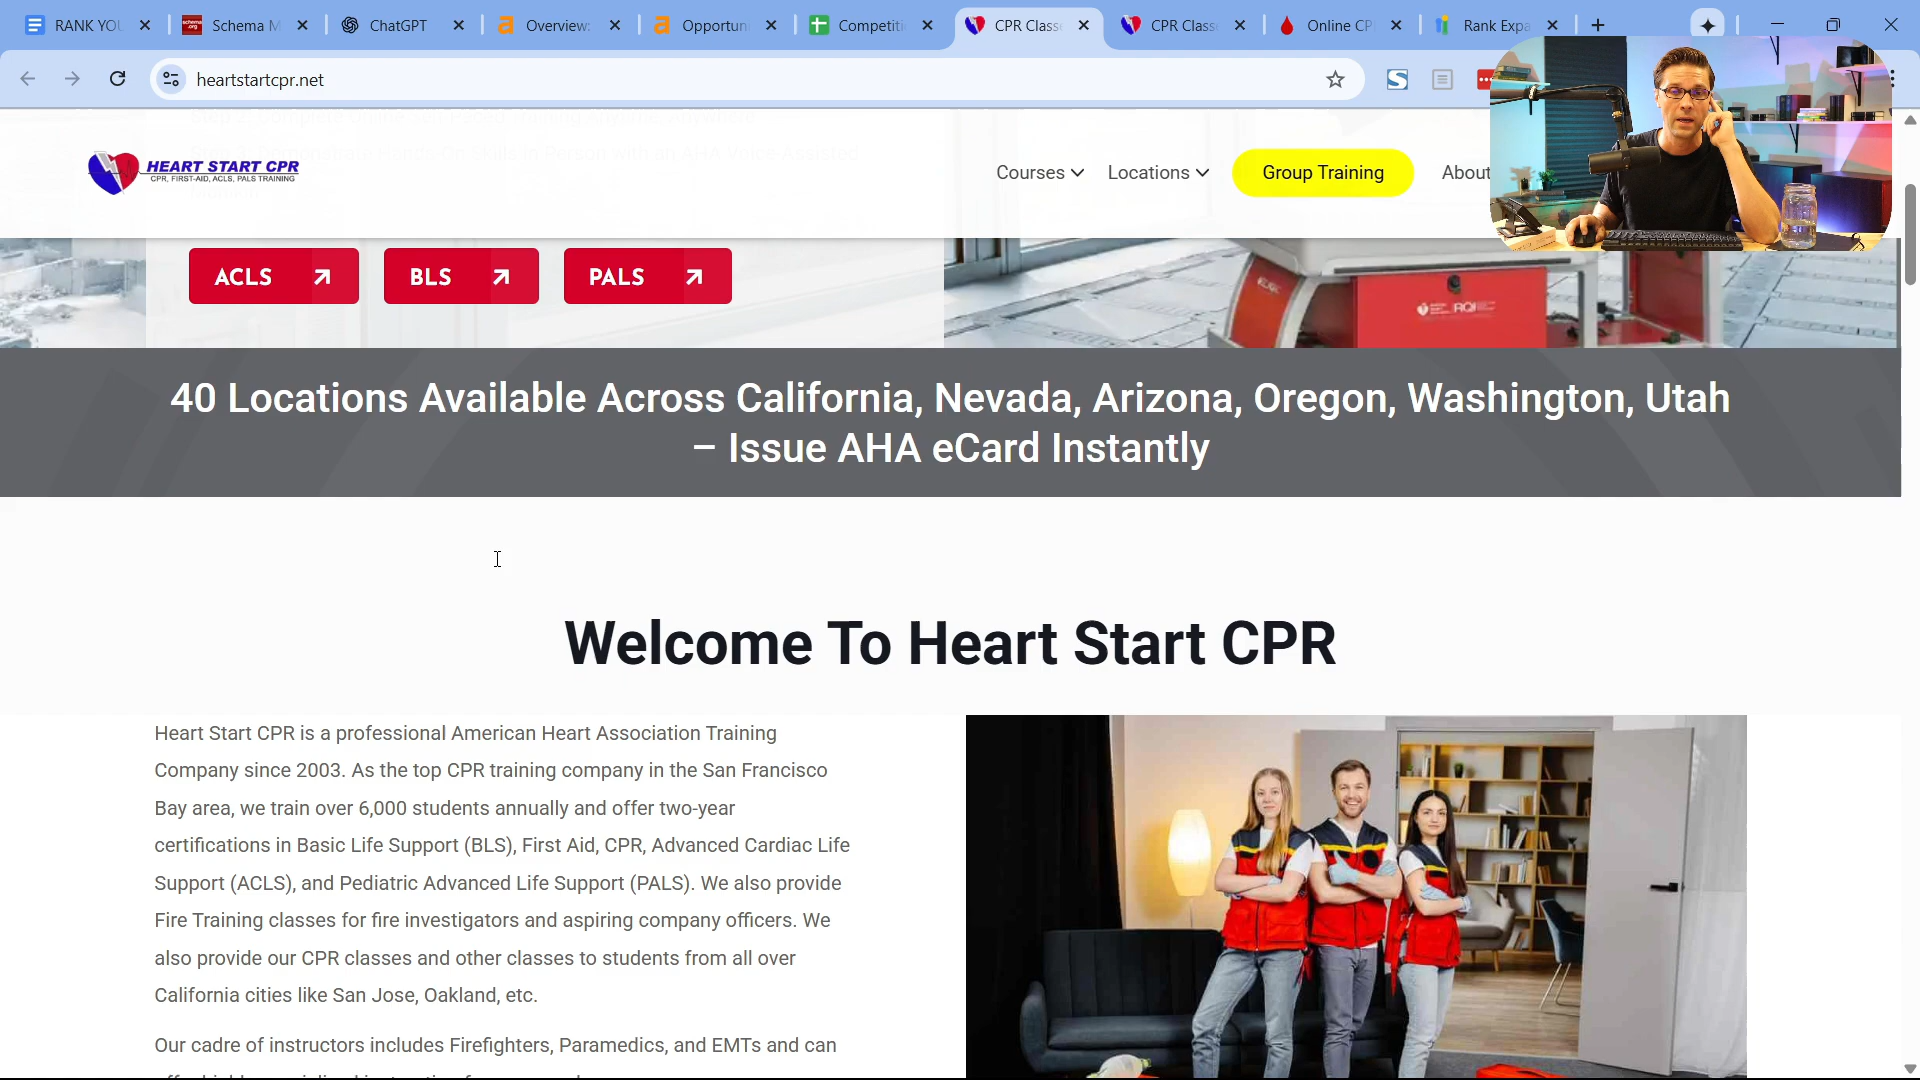 RANK YOU
Schema M
ChatGPT
Overview:
Opportun
Competiti
CPR Class
CPR Class
Online CP
Rank Expa
heartstartcpr.net
HEART START CPR
CPR, FIRST-AID, ACLS, PALS TRAINING
Courses
Locations
Group Training
About
ACLS
BLS
PALS
RQI
40 Locations Available Across California, Nevada, Arizona, Oregon, Washington, Utah
– Issue AHA eCard Instantly
Welcome To Heart Start CPR
Heart Start CPR is a professional American Heart Association Training
Company since 2003. As the top CPR training company in the San Francisco
Bay area, we train over 6,000 students annually and offer two-year
certifications in Basic Life Support (BLS), First Aid, CPR, Advanced Cardiac Life
Support (ACLS), and Pediatric Advanced Life Support (PALS). We also provide
Fire Training classes for fire investigators and aspiring company officers. We
also provide our CPR classes and other classes to students from all over
California cities like San Jose, Oakland, etc.
Our cadre of instructors includes Firefighters, Paramedics, and EMTs and can